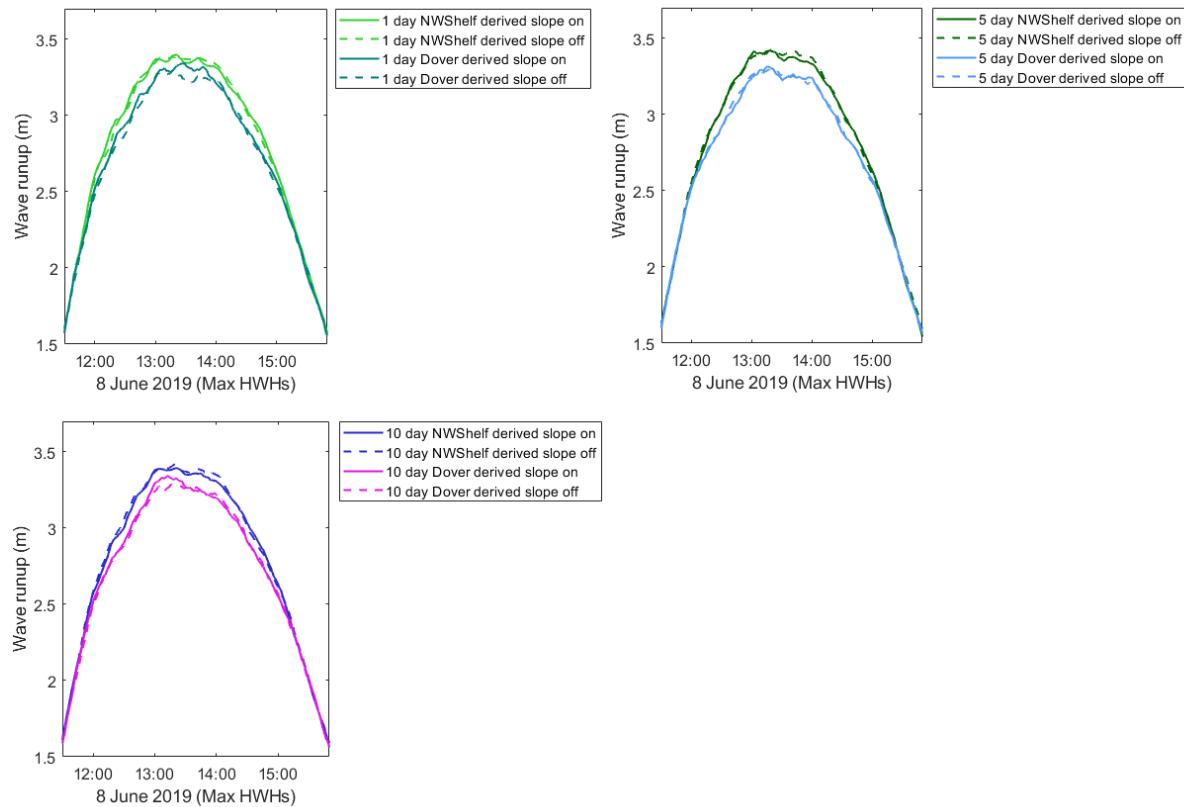 1 day NWShelf derived slope on
1 day NWShelf derived slope off
1 day Dover derived slope on
1 day Dover derived slope off
3.5
3
2.5
2
1.5
Wave runup (m)
12:00 13:00 14:00 15:00
8 June 2019 (Max HWHs)
5 day NWShelf derived slope on
5 day NWShelf derived slope off
5 day Dover derived slope on
5 day Dover derived slope off
3.5
3
2.5
2
1.5
Wave runup (m)
12:00 13:00 14:00 15:00
8 June 2019 (Max HWHs)
10 day NWShelf derived slope on
10 day NWShelf derived slope off
10 day Dover derived slope on
10 day Dover derived slope off
3.5
3
2.5
2
1.5
Wave runup (m)
12:00 13:00 14:00 15:00
8 June 2019 (Max HWHs)